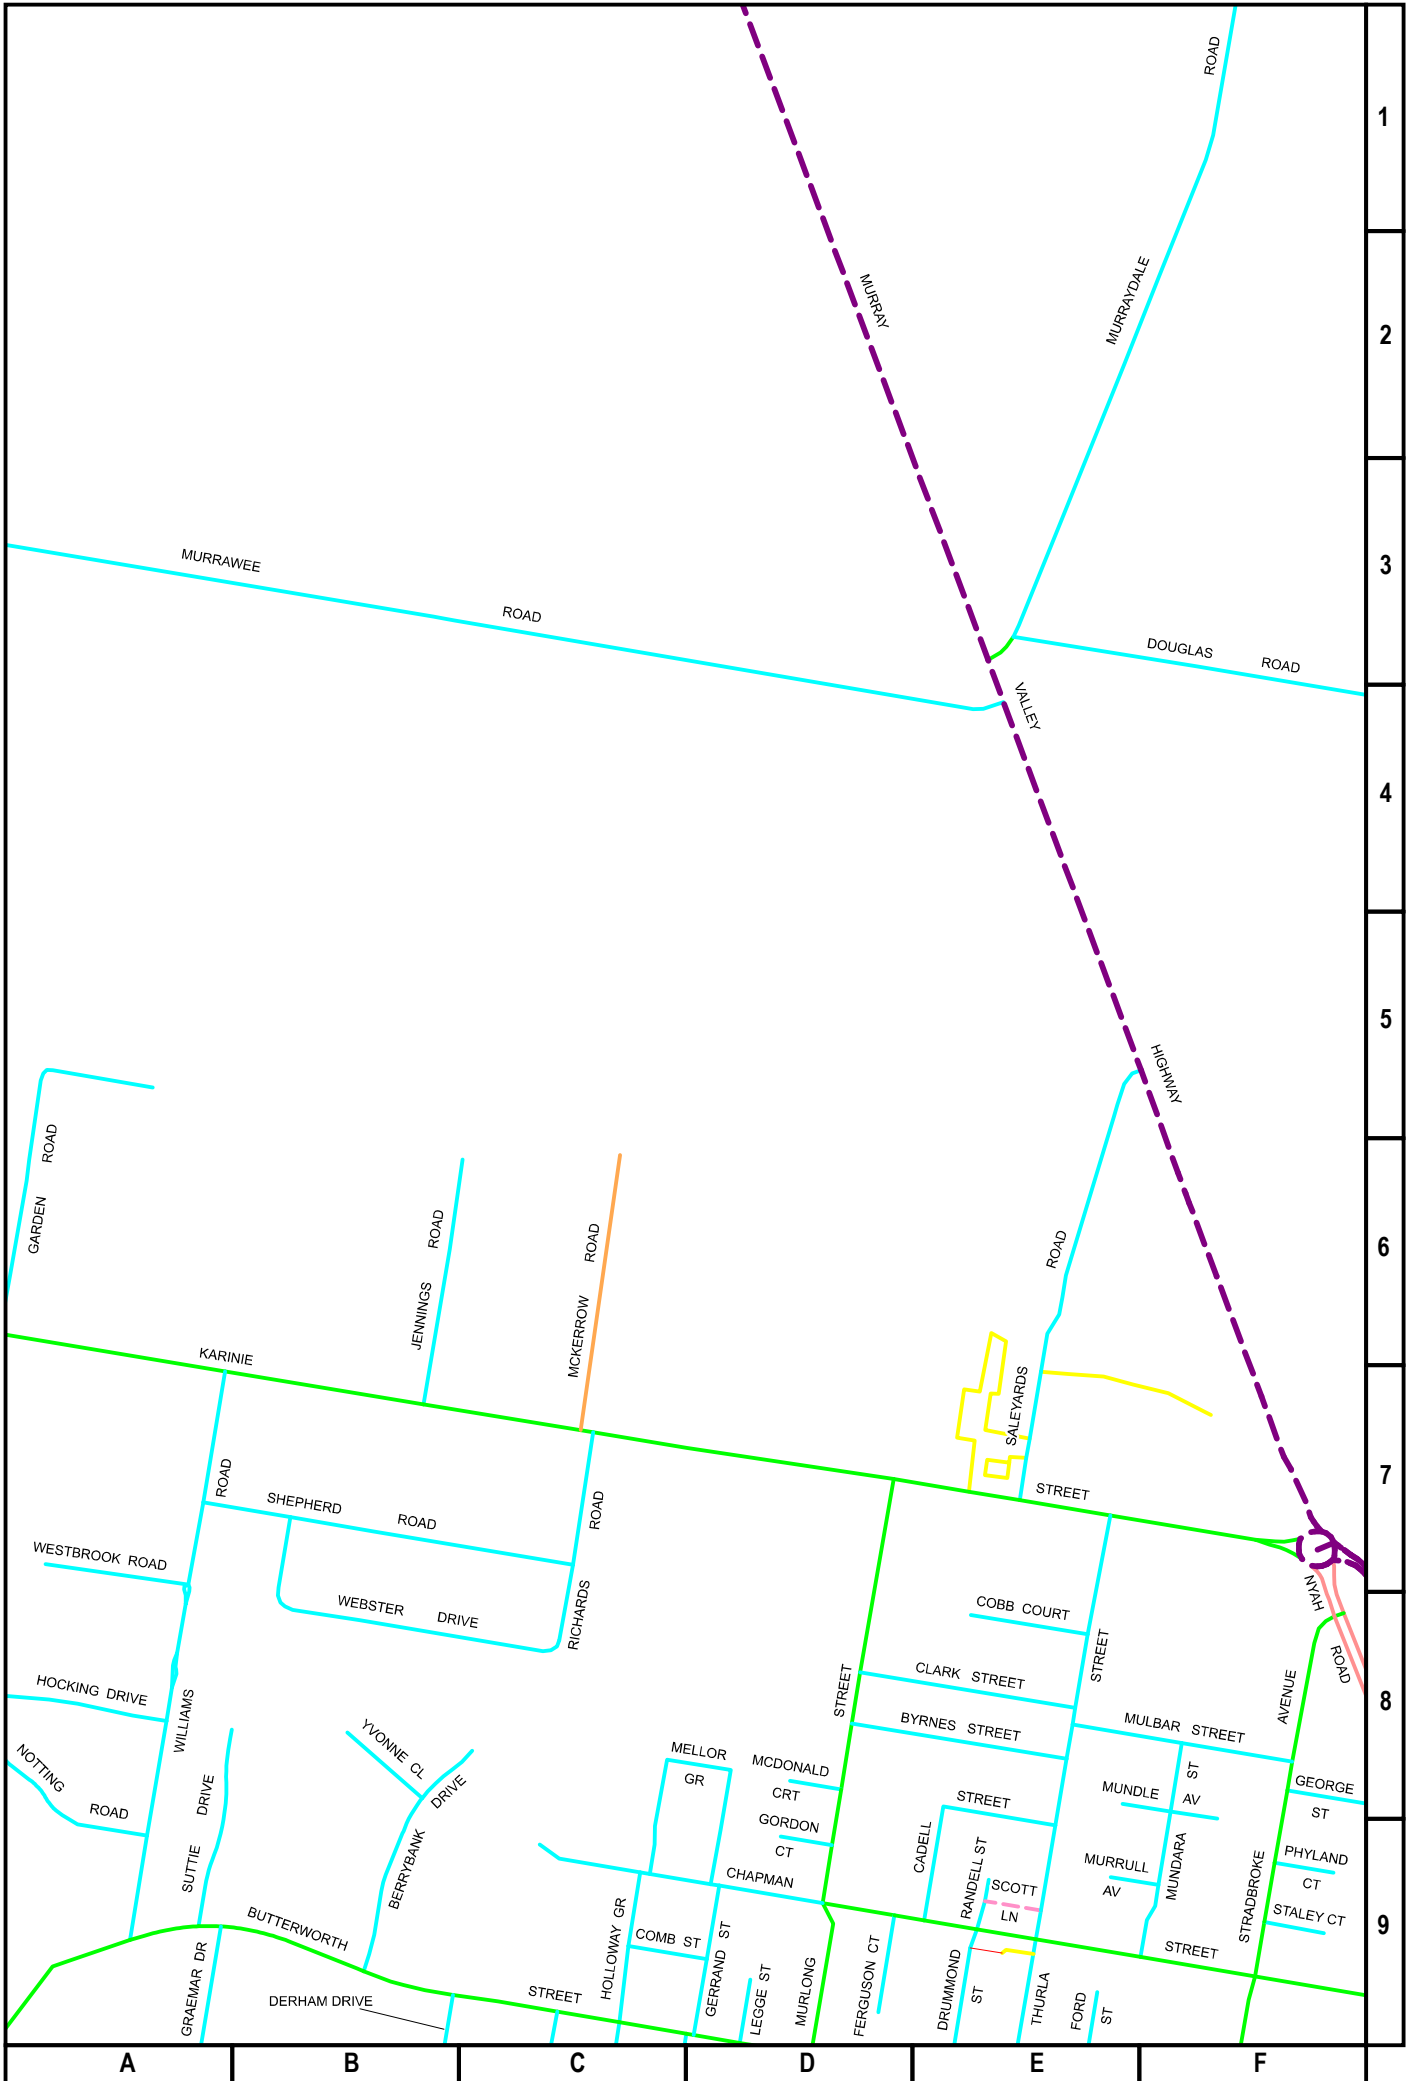 ROAD
1
MURRAY
MURRAYDALE
2
MURRAWEE
ROAD
3
DOUGLAS ROAD
VALLEY
4
5
HIGHWAY
GARDEN ROAD
JENNINGS ROAD
MCKERROW ROAD
ROAD
6
KARINIE
SALEYARDS
7
STREET
ROAD
SHEPHERD ROAD
ROAD
WESTBROOK ROAD
WEBSTER DRIVE
RICHARDS
COBB COURT
NYAH
ROAD
STREET
CLARK STREET
STREET
AVENUE
8
HOCKING DRIVE
WILLIAMS
BYRNES STREET
MULBAR STREET
NOTTING
ROAD
SUTTIE DRIVE
YVONNE CL
DRIVE
BERRYBANK
MELLOR
GR
MCDONALD
CRT
GORDON
CT
STREET
CADELL
MUNDLE AV
ST
MUNDARA
GEORGE
ST
CHAPMAN
RANDELL ST
SCOTT
LN
MURRULL
AV
PHYLAND
CT
STRADBROKE
STALEY CT
9
BUTTERWORTH
STREET
GRAEMAR DR
DERHAM DRIVE
HOLLOWAY GR
COMB ST
GERRAND ST
LEGGE ST
MURLONG
FERGUSON CT
DRUMMOND
ST
THURLA
FORD
ST
STREET
A B C D E F